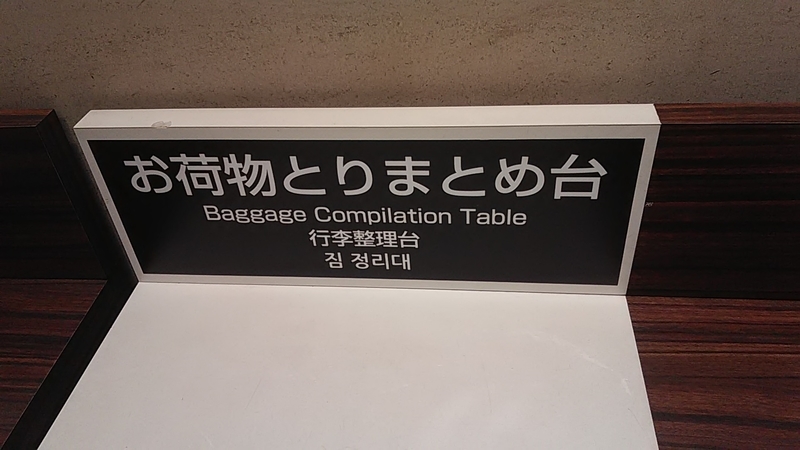 お荷物とりまとめ台
Baggage Compilation Table
行李整理台
짐 정리대